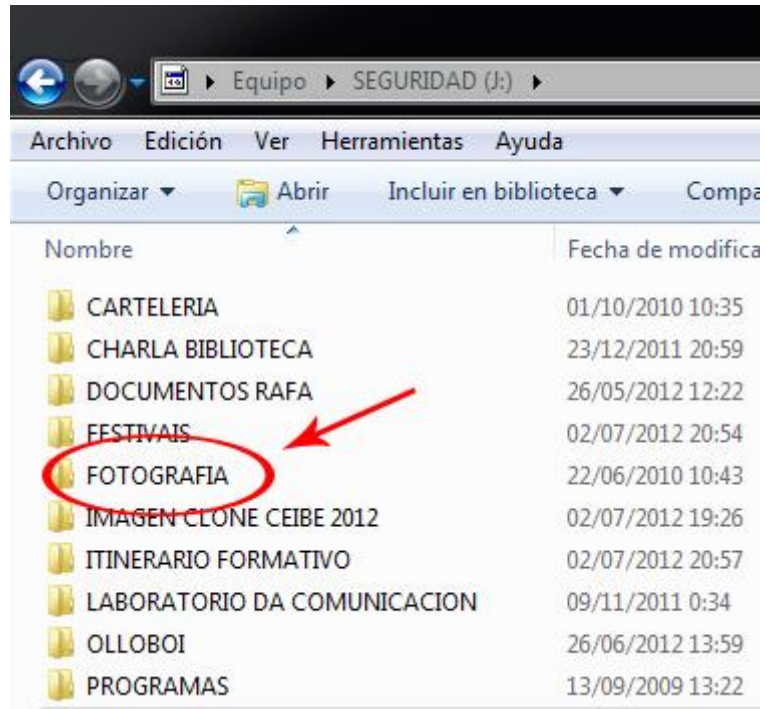 Equipo SEGURIDAD (J:)
Archivo Edición Ver Herramientas Ayuda
Organizar Abrir Incluir en biblioteca Compa
Nombre Fecha de modifica
CARTELERIA 01/10/2010 10:35
CHARLA BIBLIOTECA 23/12/2011 20:59
DOCUMENTOS RAFA 26/05/2012 12:22
FESTIVAIS 02/07/2012 20:54
FOTOGRAFIA 22/06/2010 10:43
IMAGEN CLONE CEIBE 2012 02/07/2012 19:26
ITINERARIO FORMATIVO 02/07/2012 20:57
LABORATORIO DA COMUNICACION 09/11/2011 0:34
OLLOBOI 26/06/2012 13:59
PROGRAMAS 13/09/2009 13:22